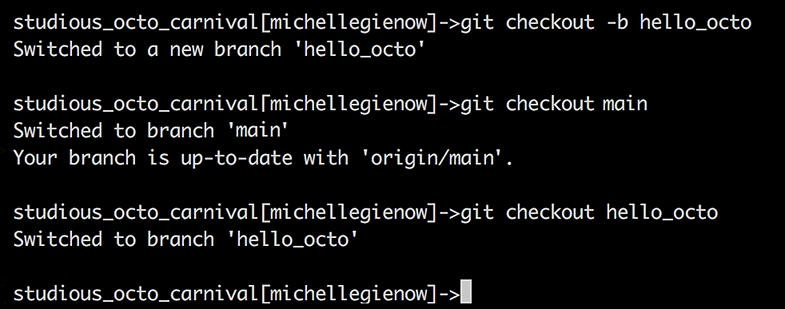 studious_octo_carnival[michellegienow]->git checkout -b hello_octo
Switched to a new branch 'hello_octo'
studious_octo_carnival[michellegienow]->git checkout main
Switched to branch 'main'
Your branch is up-to-date with 'origin/main'.
studious_octo_carnival[michellegienow]->git checkout hello_octo
Switched to branch 'hello_octo'
studious_octo_carnival[michellegienow]->